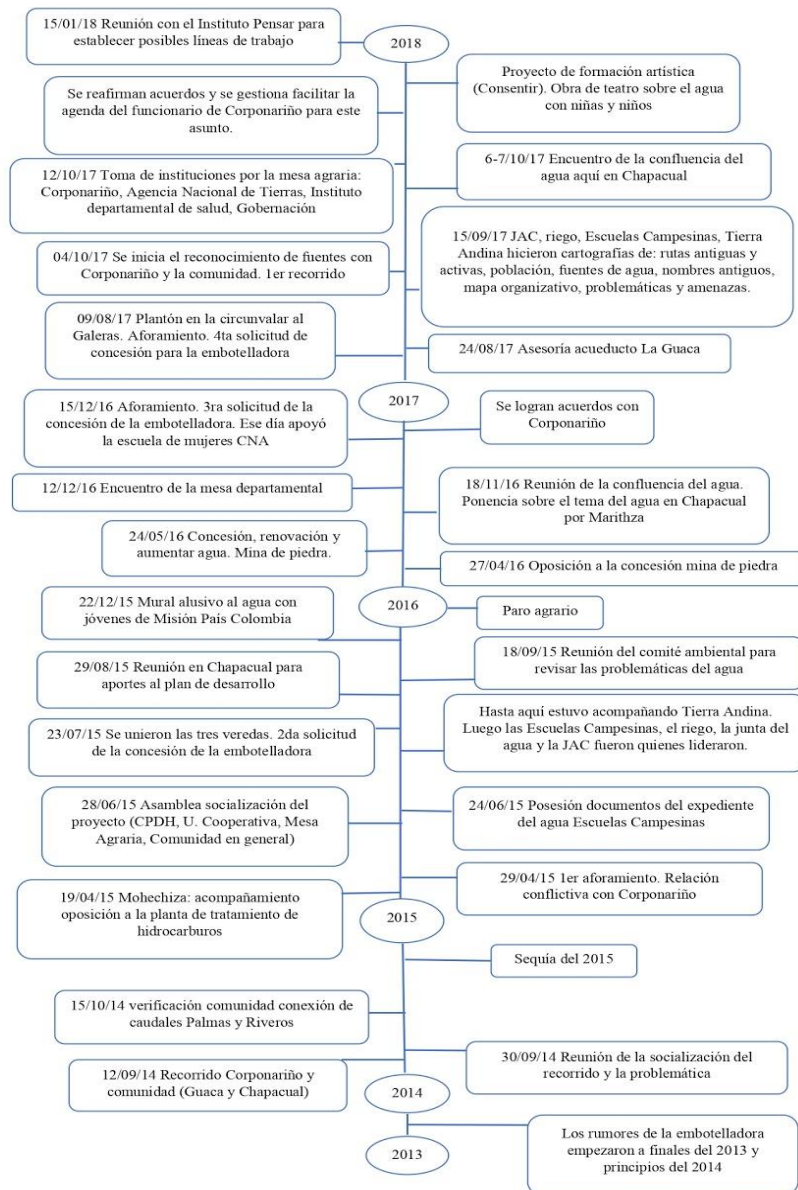 15/01/18 Reunión con el Instituto Pensar para
establecer posibles líneas de trabajo
2018
Proyecto de formación artística
(Consentir). Obra de teatro sobre el agua
con niñas y niños
Se reafirman acuerdos y se gestiona facilitar la
agenda del funcionario de Corponariño para este
asunto.
6-7/10/17 Encuentro de la confluencia del
agua aquí en Chapacual
12/10/17 Toma de instituciones por la mesa agraria:
Corponariño, Agencia Nacional de Tierras, Instituto
departamental de salud, Gobernación
15/09/17 JAC, riego, Escuelas Campesinas, Tierra
Andina hicieron cartografías de: rutas antiguas y
activas, población, fuentes de agua, nombres antiguos,
mapa organizativo, problemáticas y amenazas.
04/10/17 Se inicia el reconocimiento de fuentes con
Corponariño y la comunidad. 1er recorrido
09/08/17 Plantón en la circunvalar al
Galeras. Aforamiento. 4ta solicitud de
concesión para la embotelladora
24/08/17 Asesoría acueducto La Guaca
2017
15/12/16 Aforamiento. 3ra solicitud de la
concesión de la embotelladora. Ese día apoyó
la escuela de mujeres CNA
Se logran acuerdos con
Corponariño
12/12/16 Encuentro de la mesa departamental
18/11/16 Reunión de la confluencia del agua.
Ponencia sobre el tema del agua en Chapacual
por Marithza
24/05/16 Concesión, renovación y
aumentar agua. Mina de piedra.
27/04/16 Oposición a la concesión mina de piedra
22/12/15 Mural alusivo al agua con
jóvenes de Misión País Colombia
2016
Paro agrario
18/09/15 Reunión del comité ambiental para
revisar las problemáticas del agua
29/08/15 Reunión en Chapacual para
aportes al plan de desarrollo
Hasta aquí estuvo acompañando Tierra Andina.
Luego las Escuelas Campesinas, el riego, la junta del
agua y la JAC fueron quienes lideraron.
23/07/15 Se unieron las tres veredas. 2da solicitud
de la concesión de la embotelladora
28/06/15 Asamblea socialización del
proyecto (CPDH, U. Cooperativa, Mesa
Agraria, Comunidad en general)
24/06/15 Posesión documentos del expediente
del agua Escuelas Campesinas
29/04/15 1er aforamiento. Relación
conflictiva con Corponariño
19/04/15 Mohechiza: acompañamiento
oposición a la planta de tratamiento de
hidrocarburos
2015
Sequía del 2015
15/10/14 verificación comunidad conexión de
caudales Palmas y Riveros
30/09/14 Reunión de la socialización del
recorrido y la problemática
12/09/14 Recorrido Corponariño y
comunidad (Guaca y Chapacual)
2014
Los rumores de la embotelladora
empezaron a finales del 2013 y
principios del 2014
2013